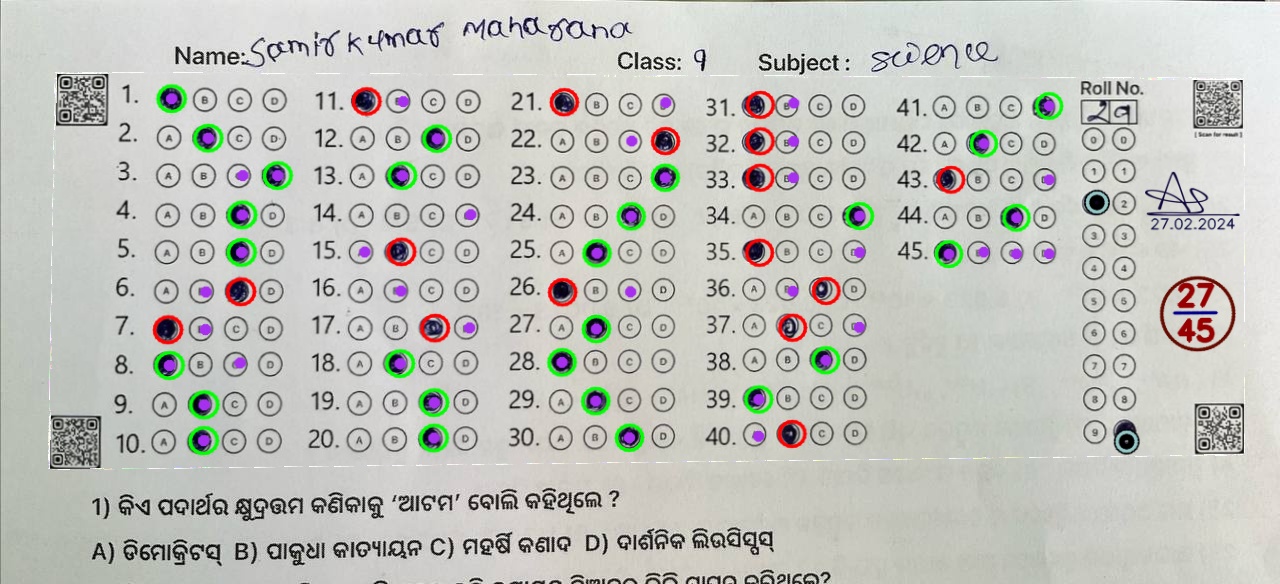 Name: Samir Kumar Maharana
Class: 9 Subject : Science
Roll No.
29
[ Scan for result ]
1. A B C D 11. A B C D 21. A B C D 31. A B C D 41. A B C D
2. A B C D 12. A B C D 22. A B C D 32. A B C D 42. A B C D
3. A B C D 13. A B C D 23. A B C D 33. A B C D 43. A B C D
4. A B C D 14. A B C D 24. A B C D 34. A B C D 44. A B C D
5. A B C D 15. A B C D 25. A B C D 35. A B C D 45. A B C D
6. A B C D 16. A B C D 26. A B C D 36. A B C D
7. A B C D 17. A B C D 27. A B C D 37. A B C D
8. A B C D 18. A B C D 28. A B C D 38. A B C D
9. A B C D 19. A B C D 29. A B C D 39. A B C D
10. A B C D 20. A B C D 30. A B C D 40. A B C D
0 0
1 1
2
3 3
4 4
5 5
6 6
7 7
8 8
9
27.02.2024
27
45
1) କିଏ ପଦାର୍ଥର କ୍ଷୁଦ୍ରତ୍ତମ କଣିକାକୁ ‘ଆଟମ’ ବୋଲି କହିଥିଲେ ?
A) ଡିମୋକ୍ରିଟସ୍ B) ପାକୁଧା କାତ୍ୟାୟନ C) ମହର୍ଷି କଣାଦ D) ଦାର୍ଶନିକ ଲିଉସିସ୍ପସ୍